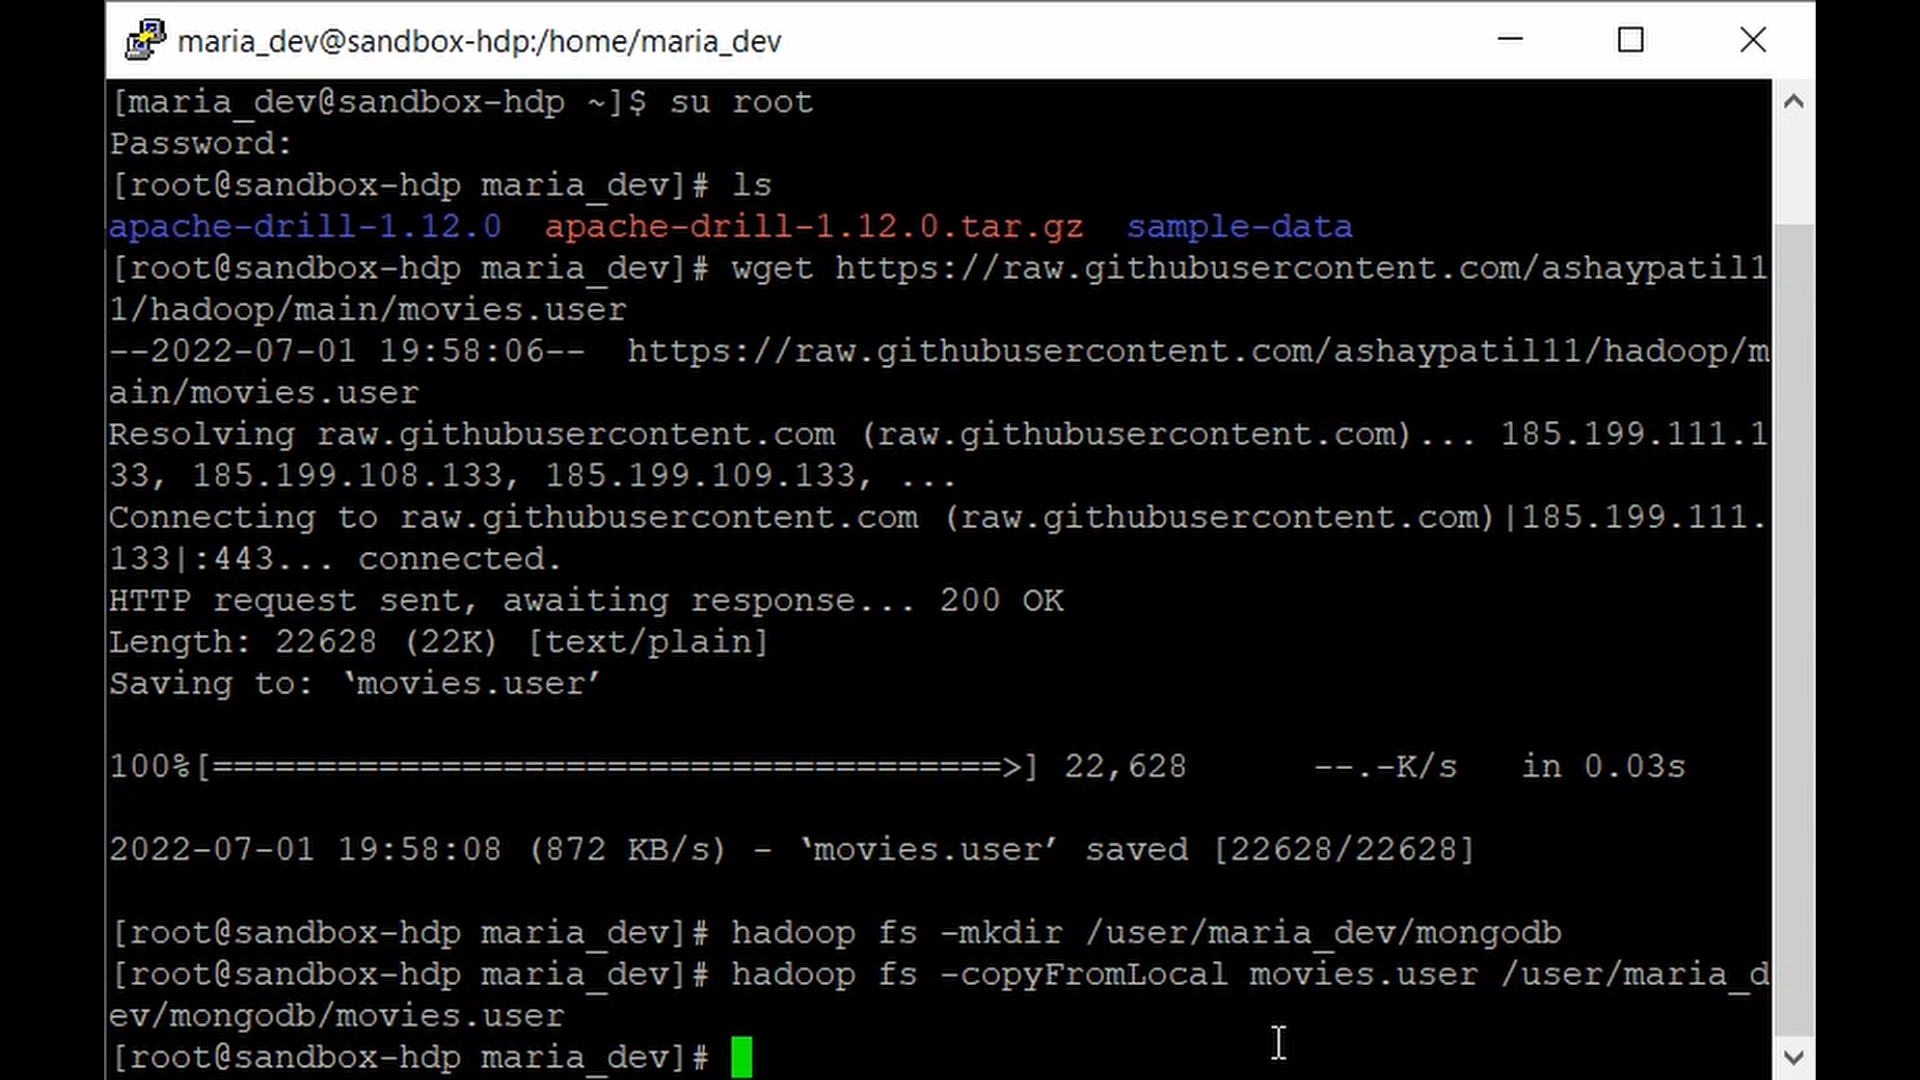 maria_dev@sandbox-hdp:/home/maria_dev
[maria_dev@sandbox-hdp ~]$ su root
Password:
[root@sandbox-hdp maria_dev]# ls
apache-drill-1.12.0  apache-drill-1.12.0.tar.gz  sample-data
[root@sandbox-hdp maria_dev]# wget https://raw.githubusercontent.com/ashaypatil1
1/hadoop/main/movies.user
--2022-07-01 19:58:06--  https://raw.githubusercontent.com/ashaypatil11/hadoop/m
ain/movies.user
Resolving raw.githubusercontent.com (raw.githubusercontent.com)... 185.199.111.1
33, 185.199.108.133, 185.199.109.133, ...
Connecting to raw.githubusercontent.com (raw.githubusercontent.com)|185.199.111.
133|:443... connected.
HTTP request sent, awaiting response... 200 OK
Length: 22628 (22K) [text/plain]
Saving to: ‘movies.user’
100%[======================================>] 22,628      --.-K/s   in 0.03s
2022-07-01 19:58:08 (872 KB/s) - ‘movies.user’ saved [22628/22628]
[root@sandbox-hdp maria_dev]# hadoop fs -mkdir /user/maria_dev/mongodb
[root@sandbox-hdp maria_dev]# hadoop fs -copyFromLocal movies.user /user/maria_d
ev/mongodb/movies.user
[root@sandbox-hdp maria_dev]#